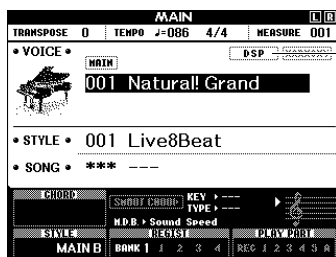 MAIN L R
TRANSPOSE 0 TEMPO ♩=086 4/4 MEASURE 001
• VOICE • DSP
MAIN
001 Natural! Grand
• STYLE • 001 Live8Beat
• SONG • *** ---
CHORD SMART CHORD KEY ▸ ---
TYPE ▸ ---
M.D.B. ▸ Sound Speed
STYLE REGIST PLAY PART
MAIN B BANK 1 1 2 3 4 REC 1 2 3 4 5 A